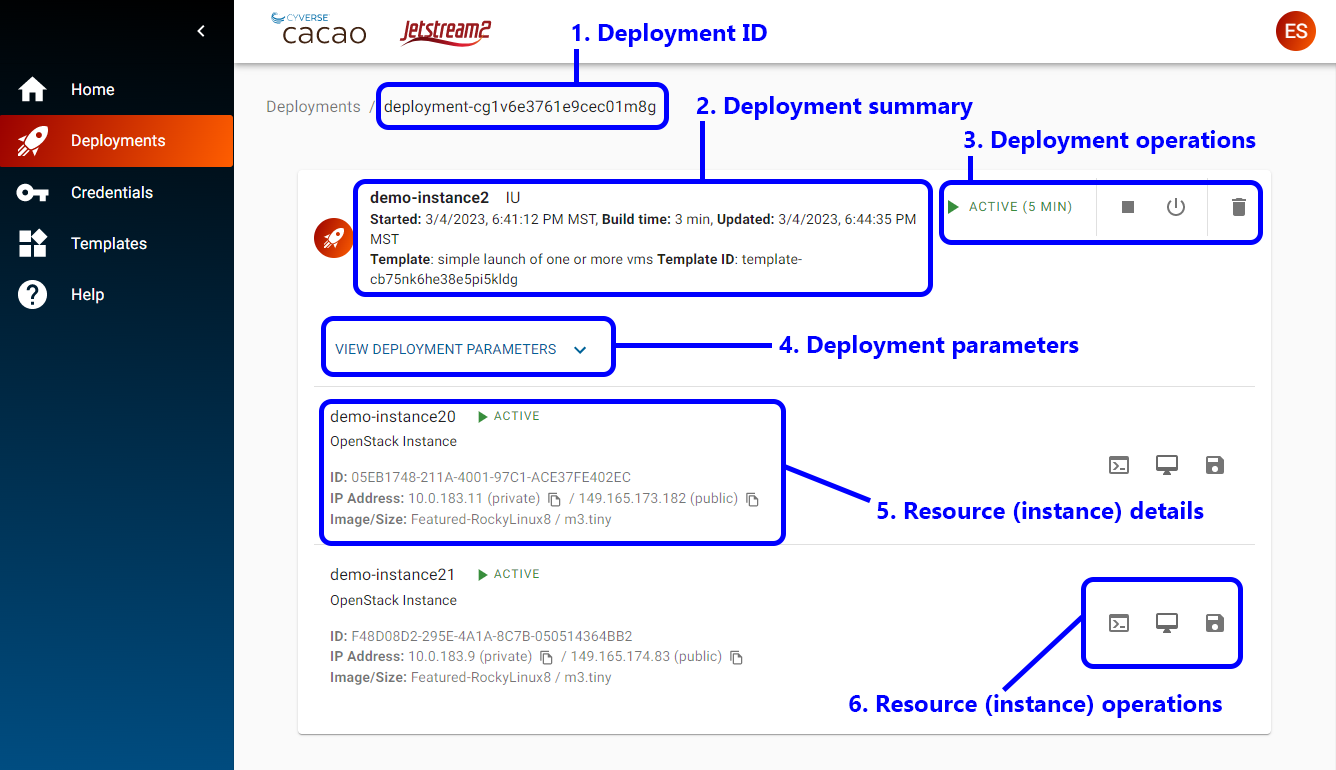 CYVERSE
cacao
Jetstream2
1. Deployment ID
ES
Home
Deployments
Credentials
Templates
Help
Deployments / deployment-cg1v6e3761e9cec01m8g
2. Deployment summary
3. Deployment operations
demo-instance2 IU
Started: 3/4/2023, 6:41:12 PM MST, Build time: 3 min, Updated: 3/4/2023, 6:44:35 PM
MST
Template: simple launch of one or more vms Template ID: template-
cb75nk6he38e5pi5kldg
ACTIVE (5 MIN)
VIEW DEPLOYMENT PARAMETERS
4. Deployment parameters
demo-instance20 ACTIVE
OpenStack Instance
ID: 05EB1748-211A-4001-97C1-ACE37FE402EC
IP Address: 10.0.183.11 (private) / 149.165.173.182 (public)
Image/Size: Featured-RockyLinux8 / m3.tiny
5. Resource (instance) details
demo-instance21 ACTIVE
OpenStack Instance
ID: F48D08D2-295E-4A1A-8C7B-050514364BB2
IP Address: 10.0.183.9 (private) / 149.165.174.83 (public)
Image/Size: Featured-RockyLinux8 / m3.tiny
6. Resource (instance) operations